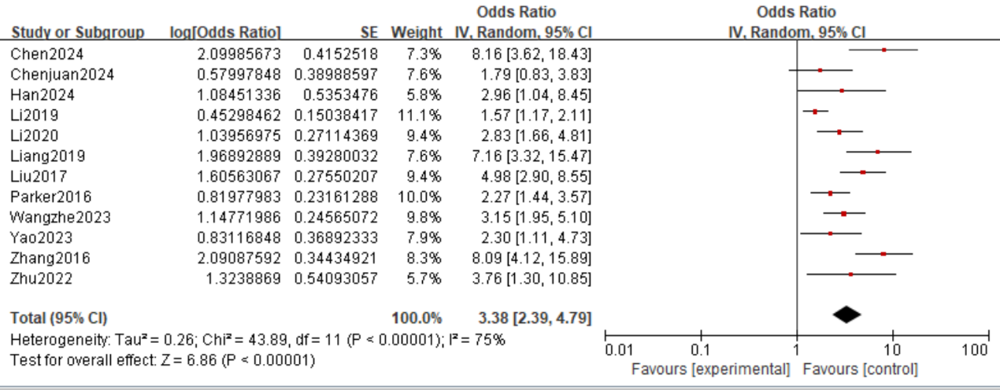 Odds Ratio Odds Ratio
Study or Subgroup log[Odds Ratio] SE Weight IV, Random, 95% CI IV, Random, 95% CI
Chen2024 2.09985673 0.4152518 7.3% 8.16 [3.62, 18.43]
Chenjuan2024 0.57997848 0.38988597 7.6% 1.79 [0.83, 3.83]
Han2024 1.08451336 0.5353476 5.8% 2.96 [1.04, 8.45]
Li2019 0.45298462 0.15038417 11.1% 1.57 [1.17, 2.11]
Li2020 1.03956975 0.27114369 9.4% 2.83 [1.66, 4.81]
Liang2019 1.96892889 0.39280032 7.6% 7.16 [3.32, 15.47]
Liu2017 1.60563067 0.27550207 9.4% 4.98 [2.90, 8.55]
Parker2016 0.81977983 0.23161288 10.0% 2.27 [1.44, 3.57]
Wangzhe2023 1.14771986 0.24565072 9.8% 3.15 [1.95, 5.10]
Yao2023 0.83116848 0.36892333 7.9% 2.30 [1.11, 4.73]
Zhang2016 2.09087592 0.34434921 8.3% 8.09 [4.12, 15.89]
Zhu2022 1.3238869 0.54093057 5.7% 3.76 [1.30, 10.85]
Total (95% CI) 100.0% 3.38 [2.39, 4.79]
Heterogeneity: Tau² = 0.26; Chi² = 43.89, df = 11 (P < 0.00001); I² = 75%
Test for overall effect: Z = 6.86 (P < 0.00001)
0.01 0.1 1 10 100
Favours [experimental] Favours [control]